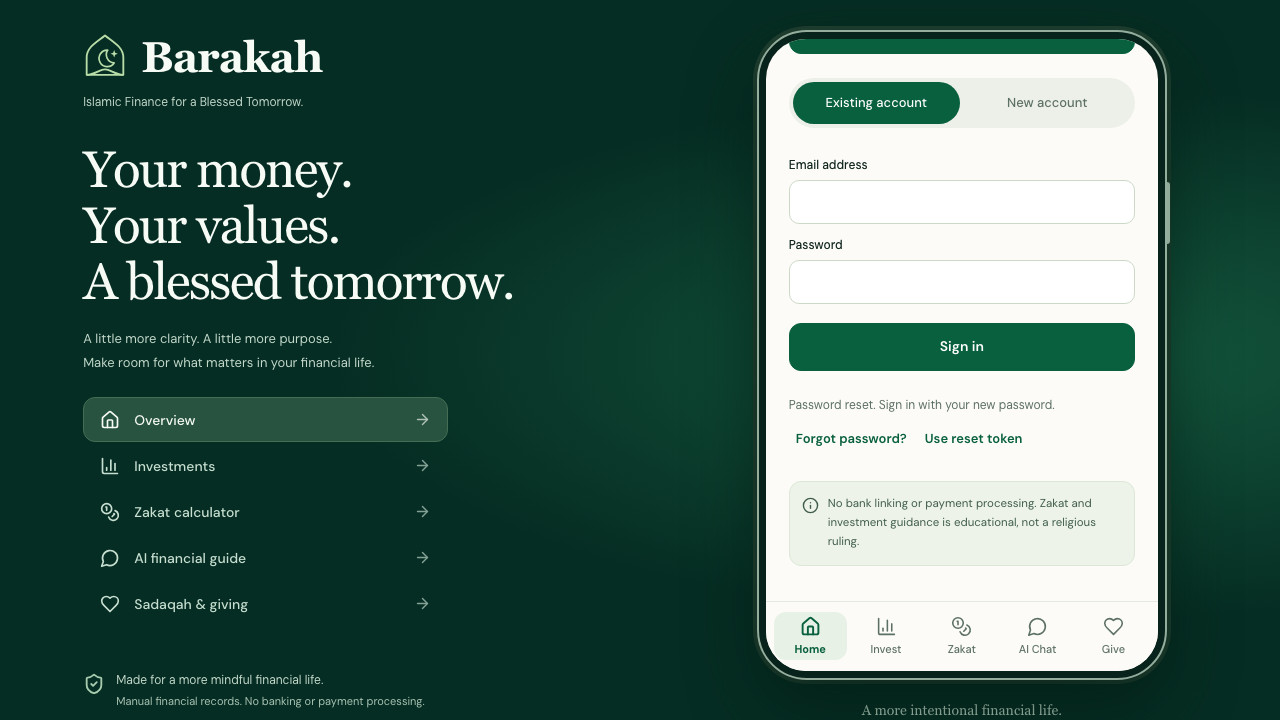 Barakah
Islamic Finance for a Blessed Tomorrow.
Your money.
Your values.
A blessed tomorrow.
A little more clarity. A little more purpose.
Make room for what matters in your financial life.
Overview
Investments
Zakat calculator
AI financial guide
Sadaqah & giving
Made for a more mindful financial life.
Manual financial records. No banking or payment processing.
Existing account
New account
Email address
Password
Sign in
Password reset. Sign in with your new password.
Forgot password?
Use reset token
No bank linking or payment processing. Zakat and
investment guidance is educational, not a religious
ruling.
Home
Invest
Zakat
AI Chat
Give
A more intentional financial life.